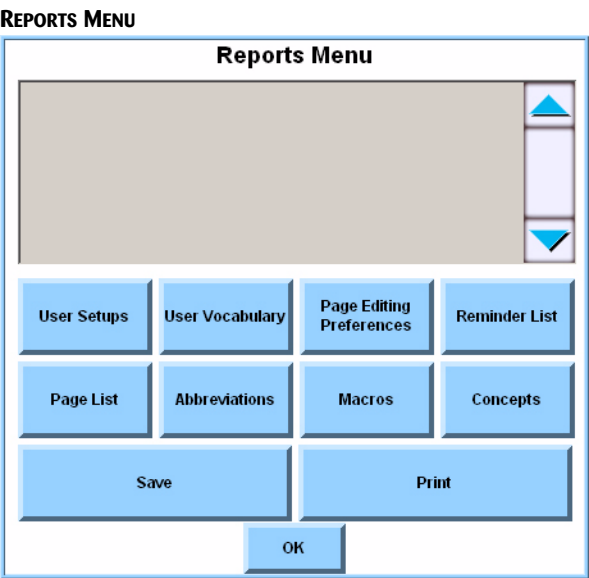 REPORTS MENU
Reports Menu
User Setups
User Vocabulary
Page Editing
Preferences
Reminder List
Page List
Abbreviations
Macros
Concepts
Save
Print
OK